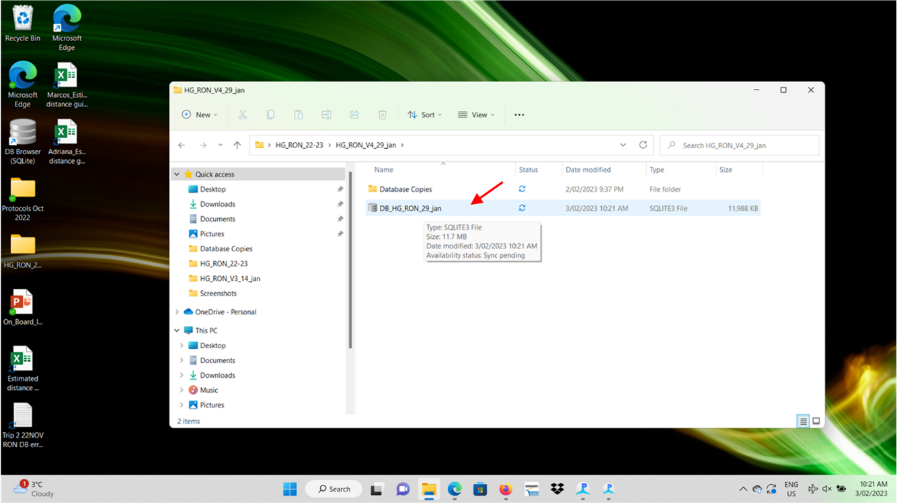 Recycle Bin
Microsoft
Edge
Microsoft
Edge
Marcos_Esti...
distance gui...
DB Browser
(SQLite)
Adriana_Es...
distance g...
Protocols Oct
2022
HG_RON_2...
On_Board_I...
Estimated
distance ...
Trip 2 22NOV
RON DB err...
HG_RON_V4_29_jan
New
Sort
View
HG_RON_22-23 > HG_RON_V4_29_jan >
Search HG_RON_V4_29_jan
Quick access
Desktop
Downloads
Documents
Pictures
Database Copies
HG_RON_22-23
HG_RON_V3_14_jan
Screenshots
OneDrive - Personal
This PC
Desktop
Documents
Downloads
Music
Pictures
Name Status Date modified Type Size
Database Copies 2/02/2023 9:37 PM File folder
DB_HG_RON_29_jan 3/02/2023 10:21 AM SQLITE3 File 11,988 KB
Type: SQLITE3 File
Size: 11.7 MB
Date modified: 3/02/2023 10:21 AM
Availability status: Sync pending
2 items
1
3°C
Cloudy
Search
amazon
ENG
US
10:21 AM
3/02/2023